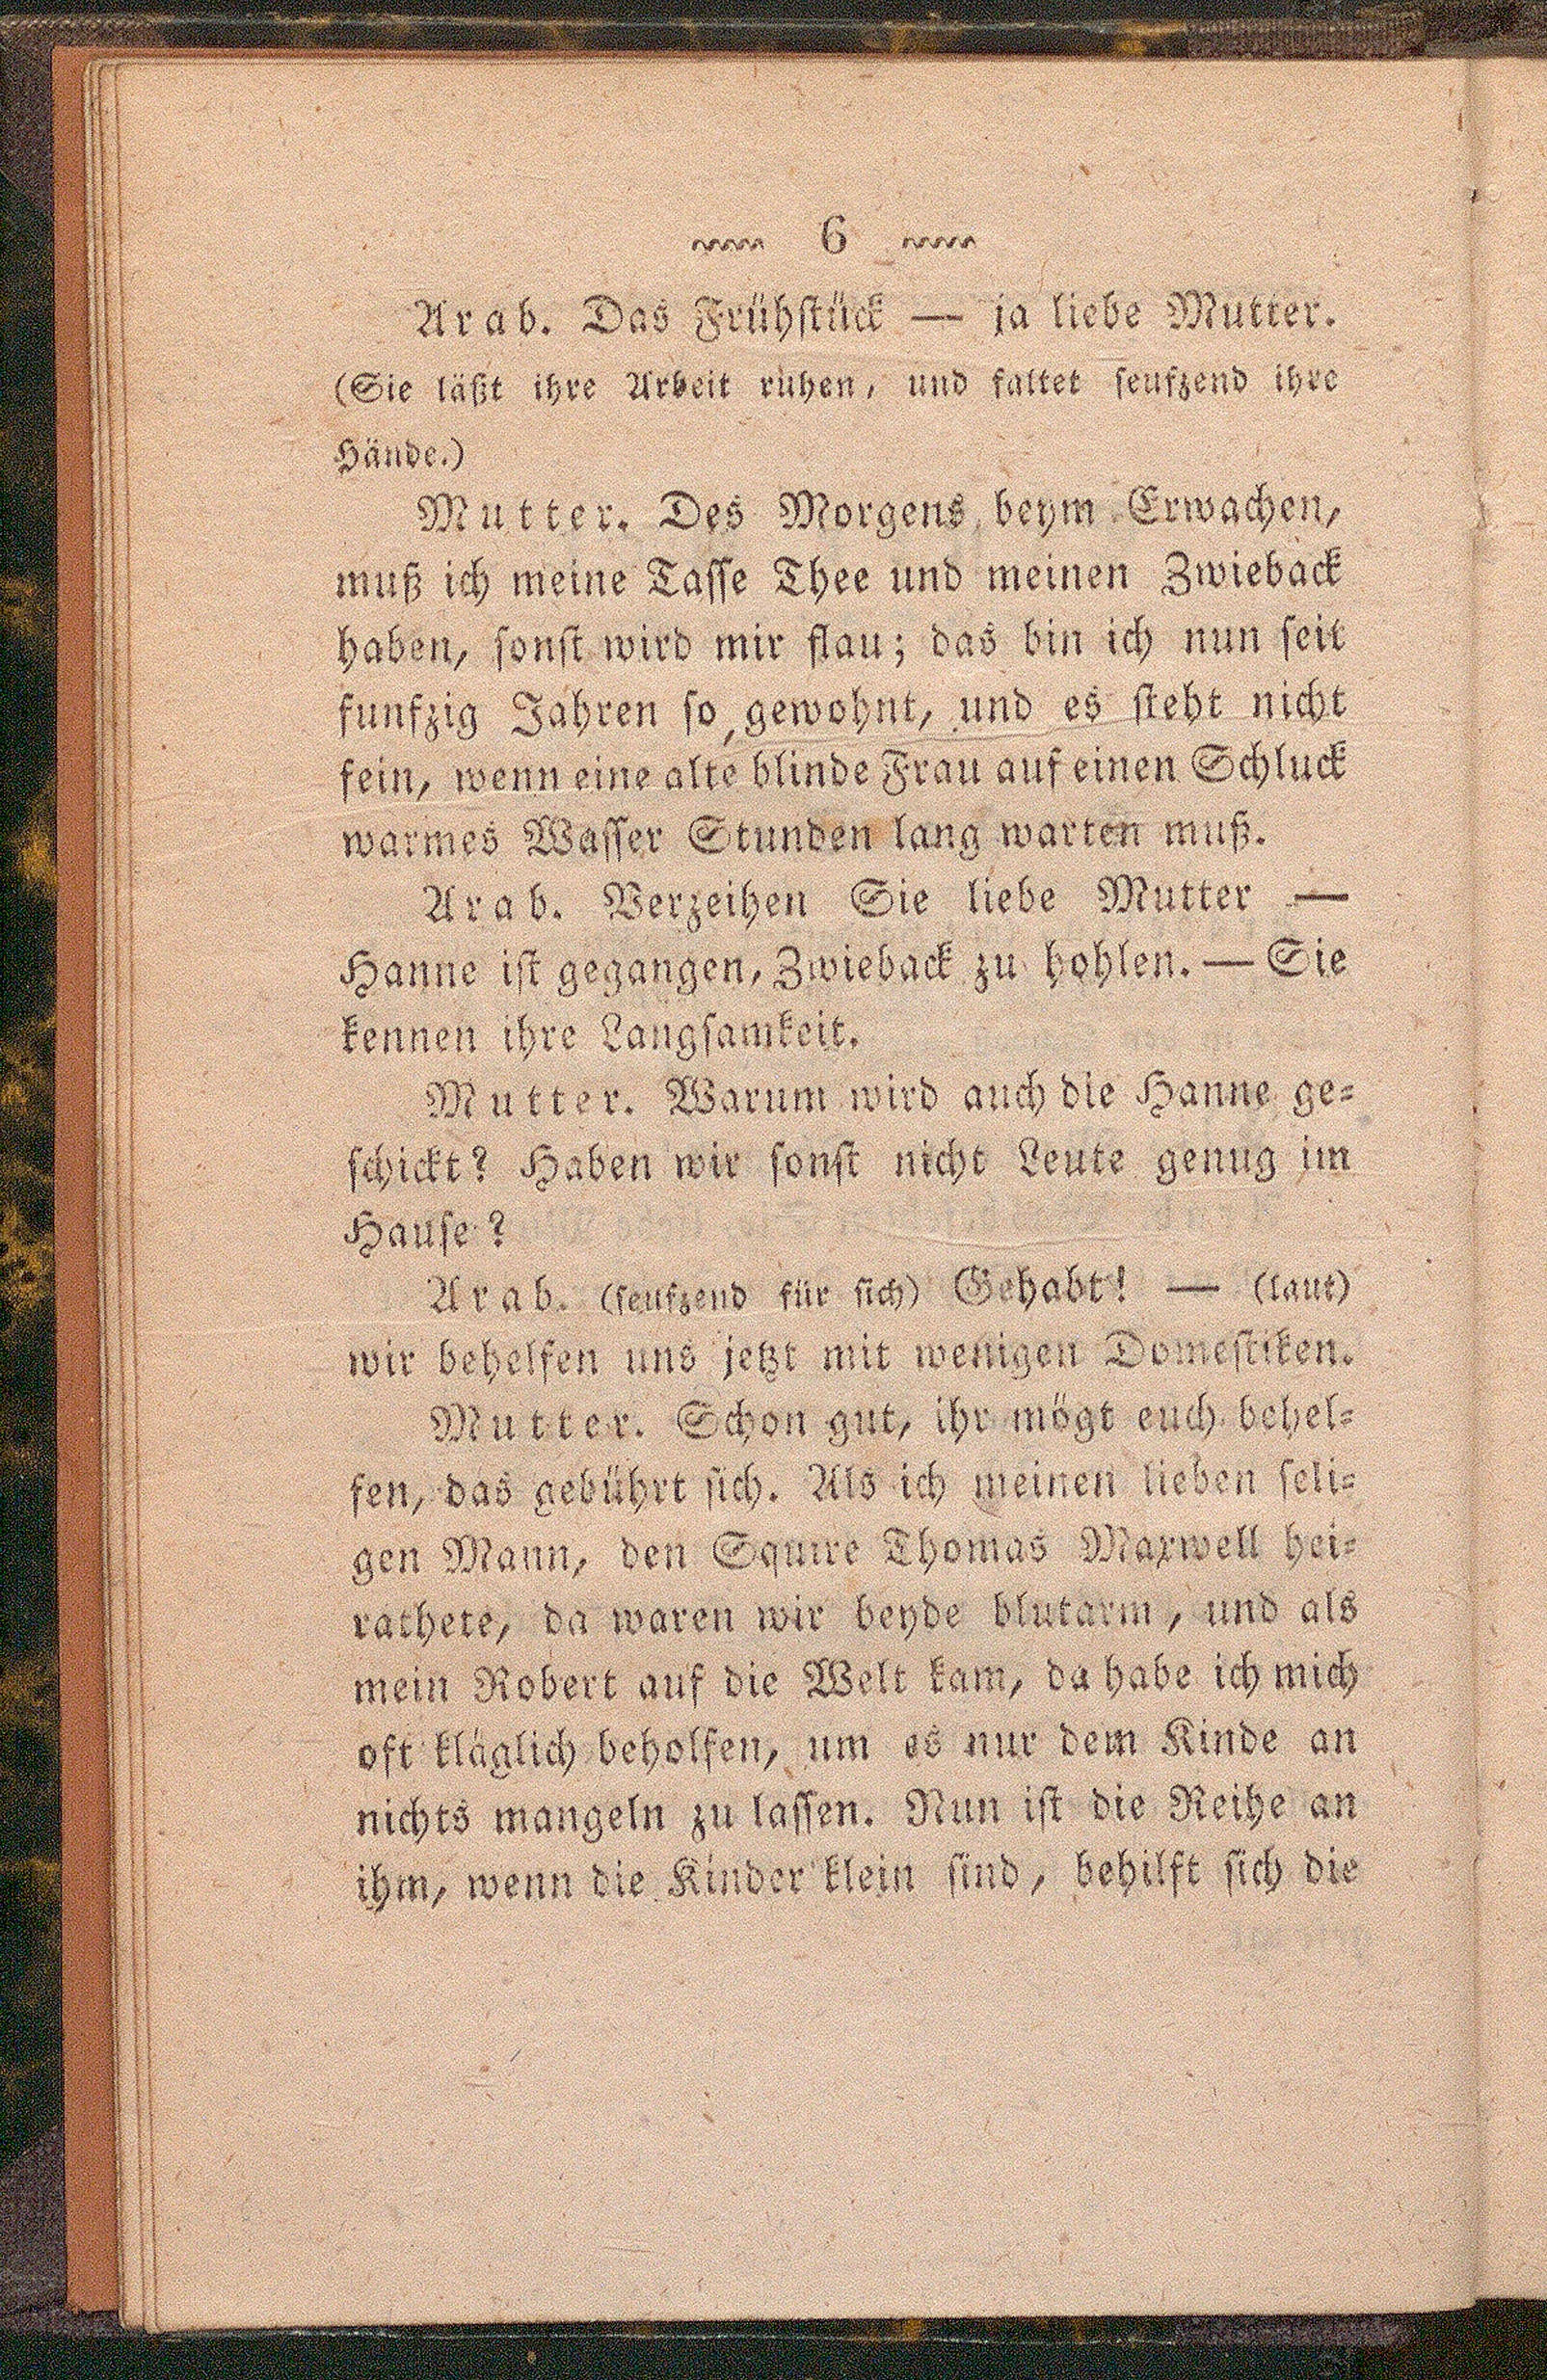 6
Arab. Das Frühstück — ja liebe Mutter.
(Sie läßt ihre Arbeit ruhen, und faltet seufzend ihre
Hände.)
Mutter. Des Morgens beym Erwachen,
muß ich meine Tasse Thee und meinen Zwieback
haben, sonst wird mir flau; das bin ich nun seit
funfzig Jahren so gewohnt, und es steht nicht
fein, wenn eine alte blinde Frau auf einen Schluck
warmes Wasser Stunden lang warten muß.
Arab. Verzeihen Sie liebe Mutter —
Hanne ist gegangen, Zwieback zu hohlen. — Sie
kennen ihre Langsamkeit.
Mutter. Warum wird auch die Hanne ge-
schickt? Haben wir sonst nicht Leute genug im
Hause?
Arab. (seufzend für sich) Gehabt! — (laut)
wir behelfen uns jetzt mit wenigen Domestiken.
Mutter. Schon gut, ihr mögt euch behel-
fen, das gebührt sich. Als ich meinen lieben seli-
gen Mann, den Squire Thomas Maxwell hei-
rathete, da waren wir beyde blutarm, und als
mein Robert auf die Welt kam, da habe ich mich
oft kläglich beholfen, um es nur dem Kinde an
nichts mangeln zu lassen. Nun ist die Reihe an
ihm, wenn die Kinder klein sind, behilft sich die